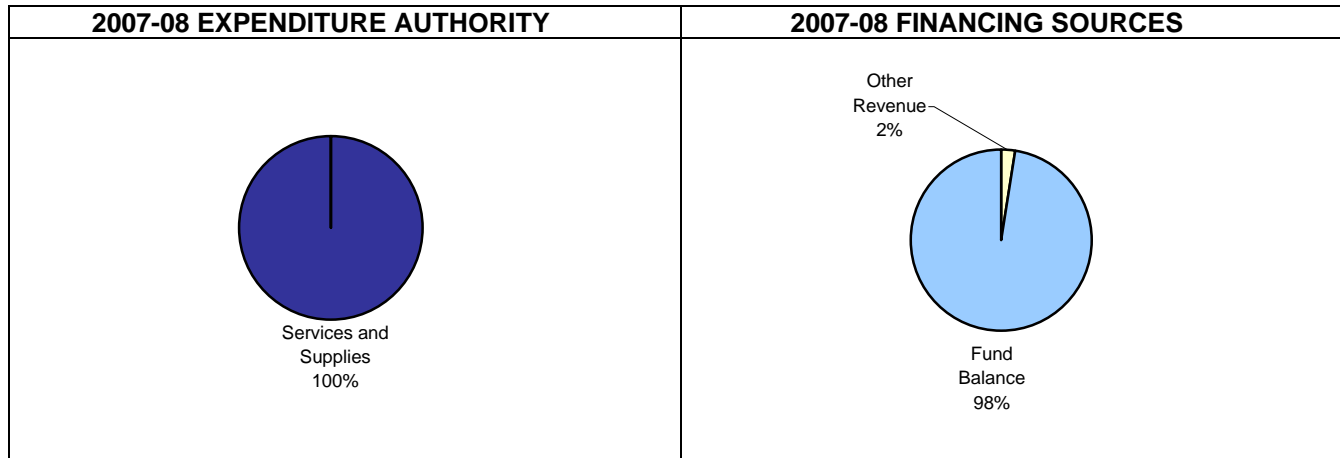 2007-08 EXPENDITURE AUTHORITY
Services and
Supplies
100%
2007-08 FINANCING SOURCES
Other
Revenue
2%
Fund
Balance
98%